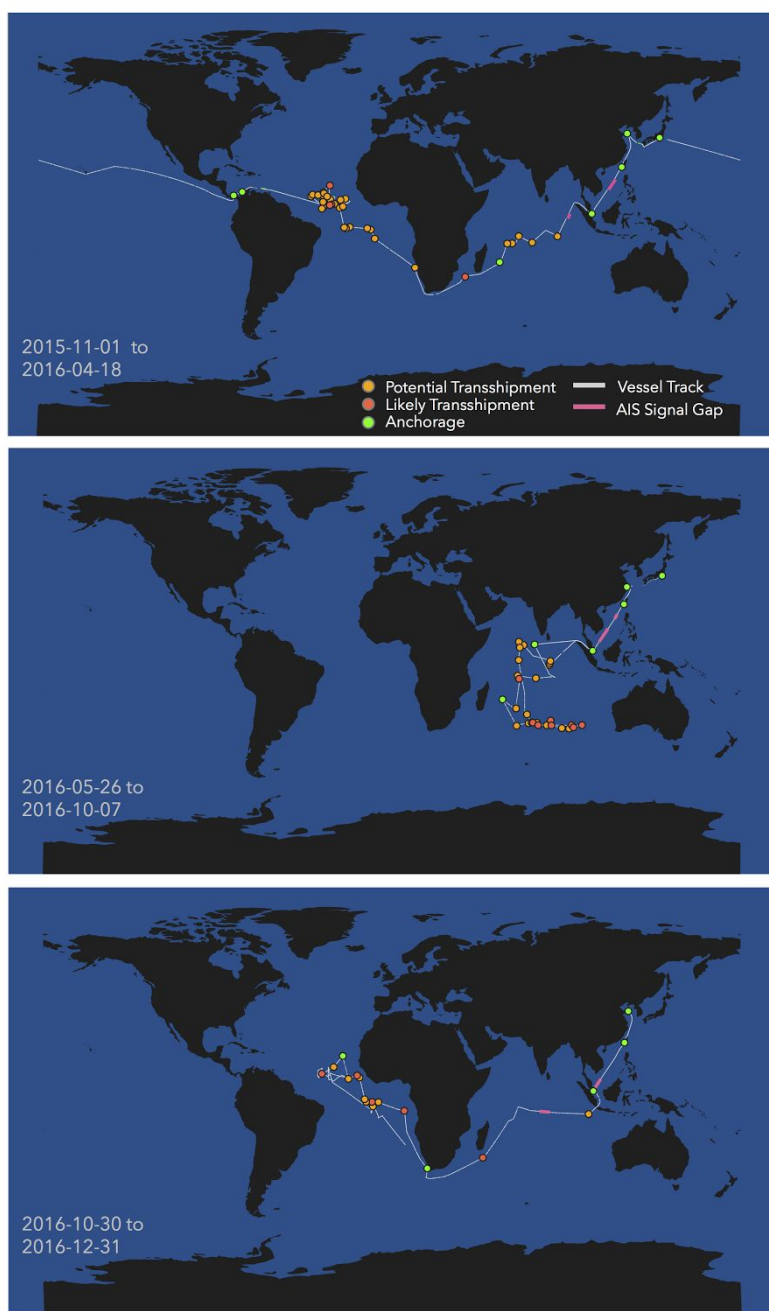 2015-11-01 to
2016-04-18
Potential Transshipment
Likely Transshipment
Anchorage
Vessel Track
AIS Signal Gap
2016-05-26 to
2016-10-07
2016-10-30 to
2016-12-31